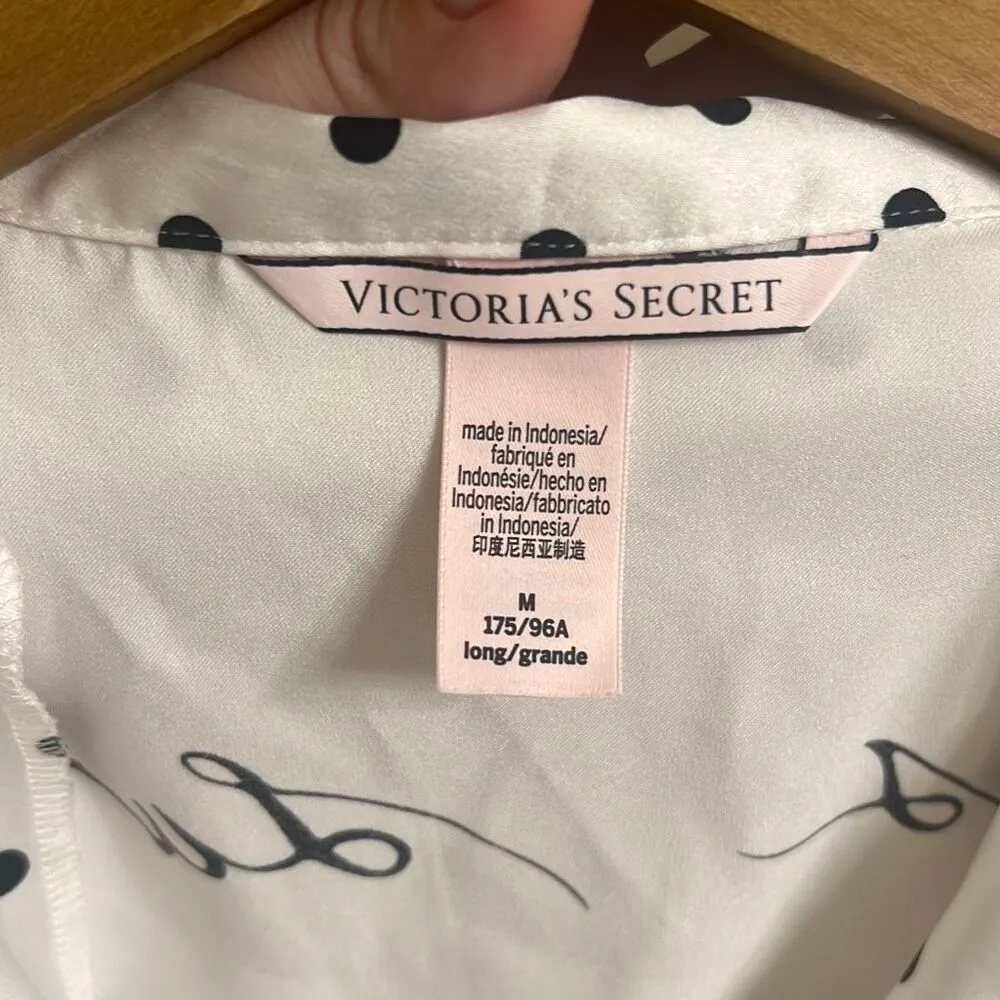 VICTORIA'S SECRET
made in Indonesia/
fabriqué en
Indonésie/hecho en
Indonesia/fabbricato
in Indonesia/
印度尼西亚制造
M
175/96A
long/grande